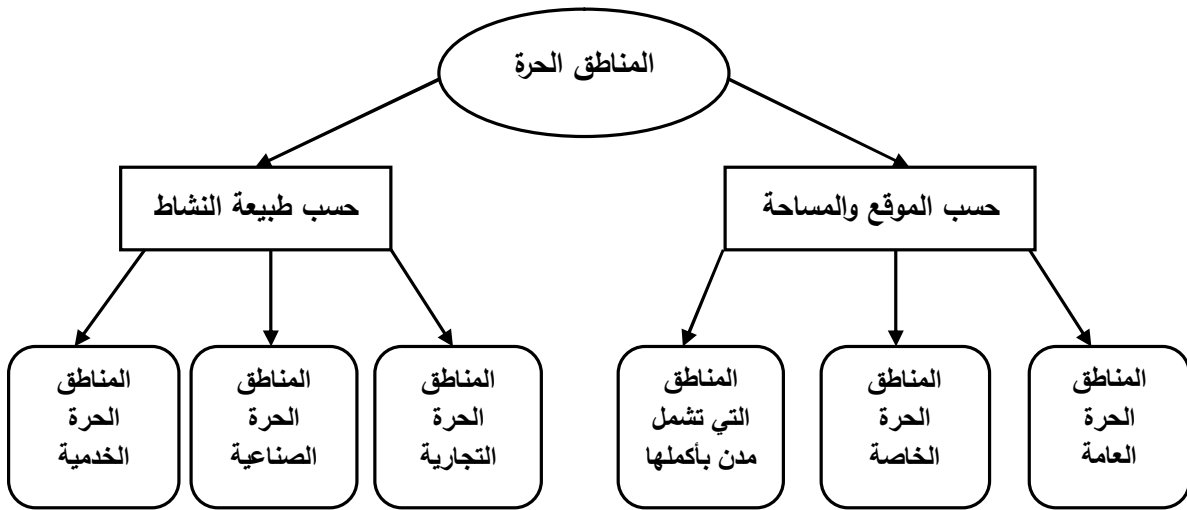 المناطق الحرة
حسب الموقع والمساحة
حسب طبيعة النشاط
المناطق
الحرة
العامة
المناطق
الحرة
الخاصة
المناطق
التي تشمل
مدن بأكملها
المناطق
الحرة
التجارية
المناطق
الحرة
الصناعية
المناطق
الحرة
الخدمية